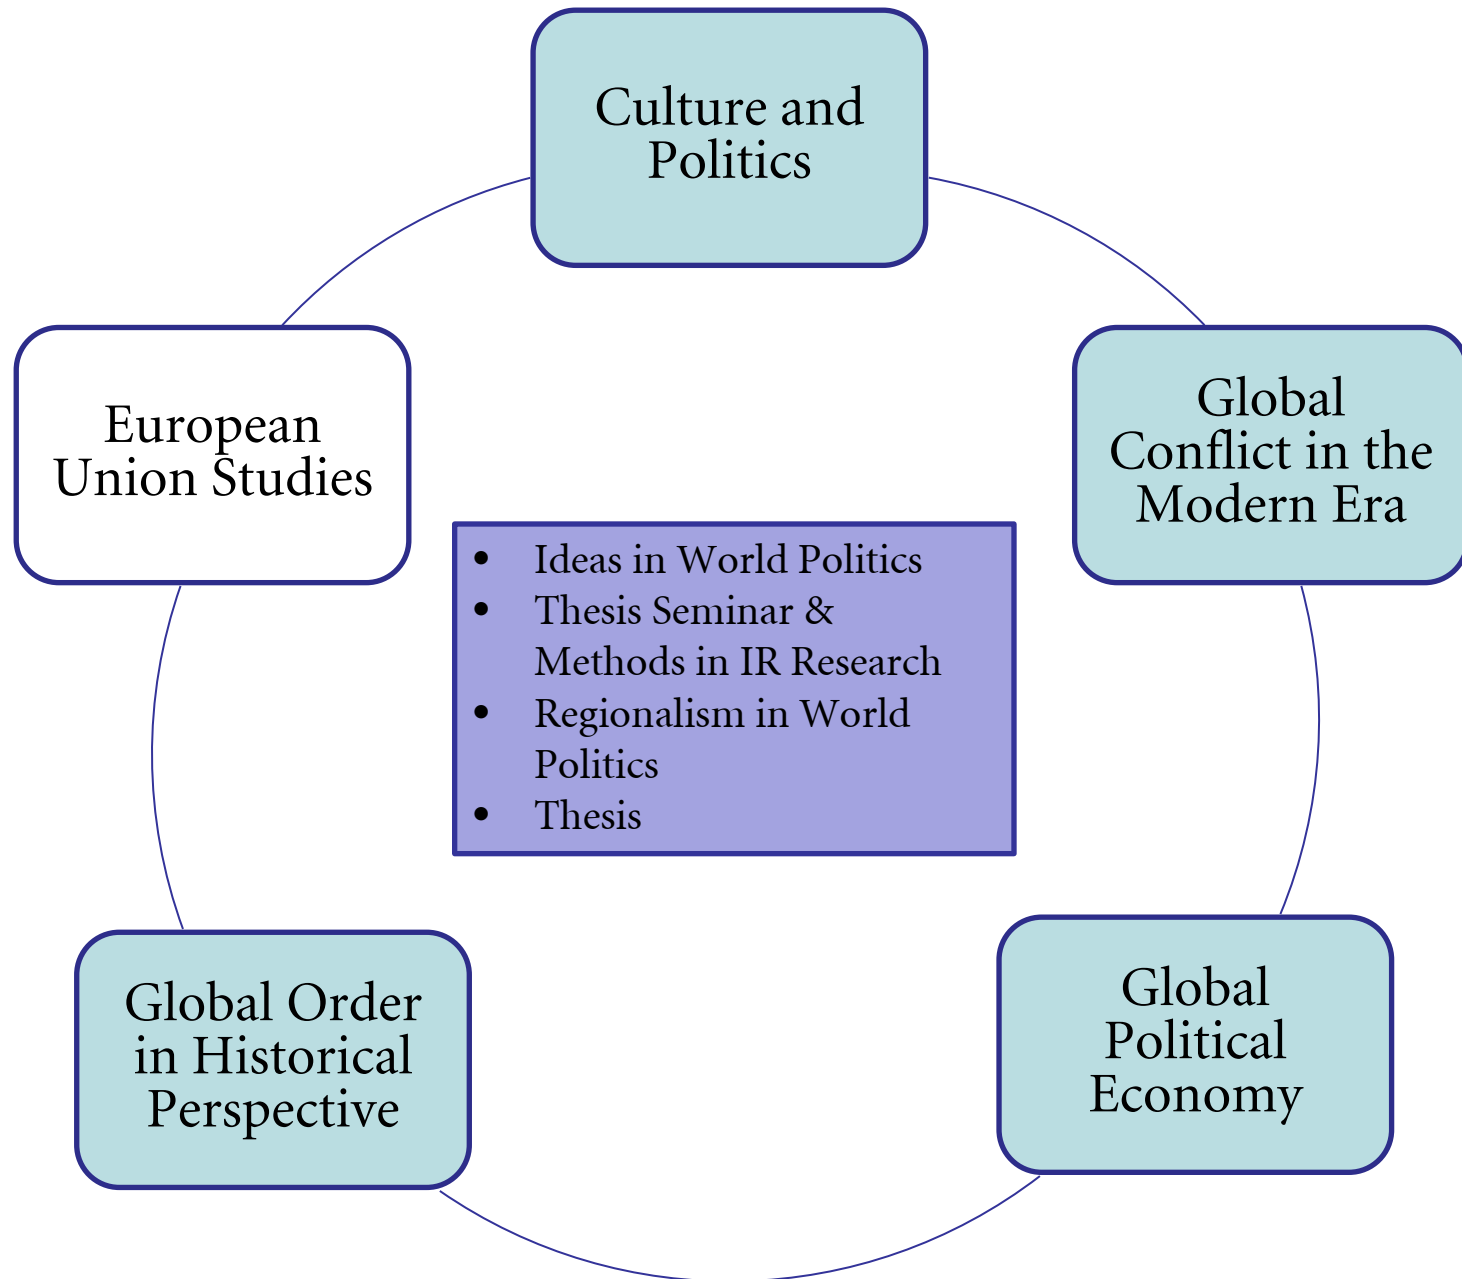 Culture and
Politics
European
Union Studies
Global
Conflict in the
Modern Era
• Ideas in World Politics
• Thesis Seminar &
Methods in IR Research
• Regionalism in World
Politics
• Thesis
Global Order
in Historical
Perspective
Global
Political
Economy